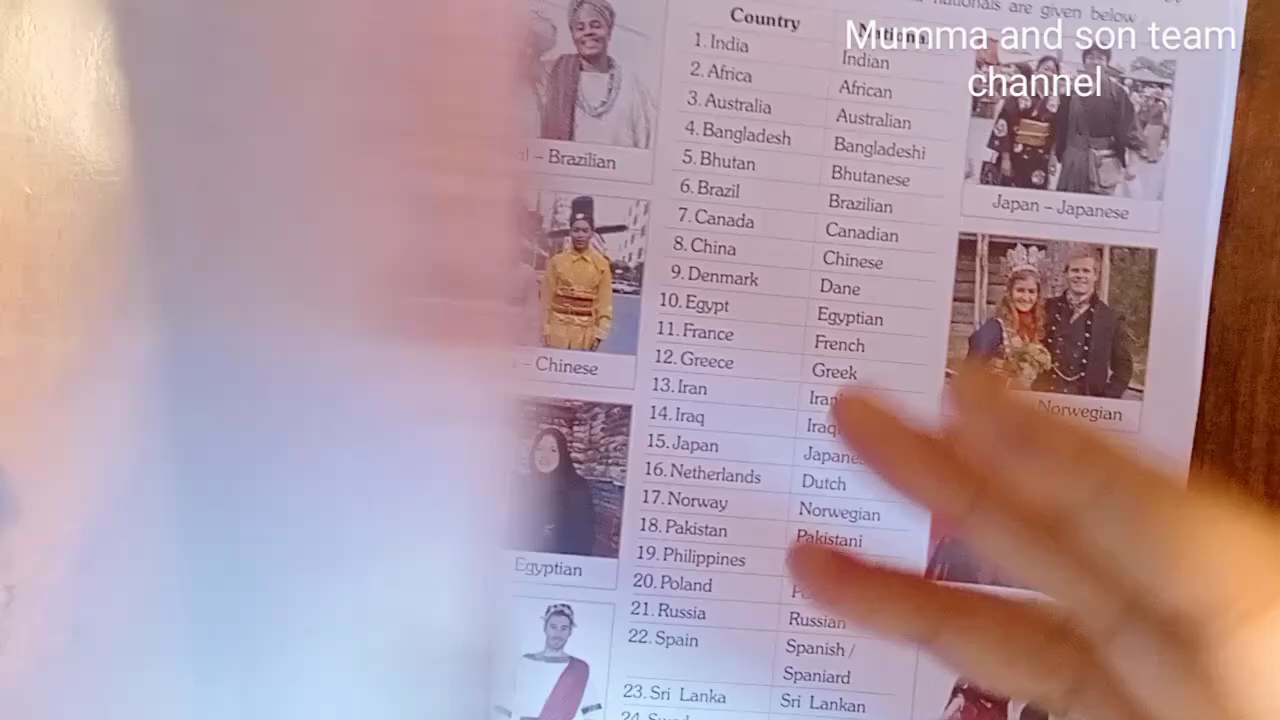 nationals are given below
Mumma and son team
channel
Country
1. India Indian
2. Africa African
3. Australia Australian
4. Bangladesh Bangladeshi
5. Bhutan Bhutanese
6. Brazil Brazilian
7. Canada Canadian
8. China Chinese
9. Denmark Dane
10. Egypt Egyptian
11. France French
12. Greece Greek
13. Iran
14. Iraq
15. Japan
16. Netherlands Dutch
17. Norway Norwegian
18. Pakistan Pakistani
19. Philippines
20. Poland
21. Russia Russian
22. Spain Spanish /
Spaniard
23. Sri Lanka Sri Lankan
– Brazilian
– Chinese
Egyptian
Japan – Japanese
Norwegian